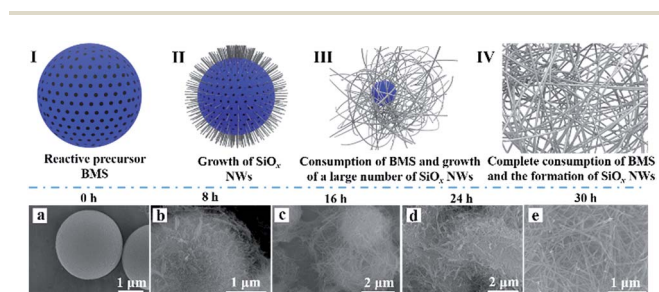 I
II
III
IV
Reactive precursor
BMS
Growth of SiOₓ
NWs
Consumption of BMS and growth
of a large number of SiOₓ NWs
Complete consumption of BMS
and the formation of SiOₓ NWs
0 h
8 h
16 h
24 h
30 h
a
b
c
d
e
1 μm
1 μm
2 μm
2 μm
1 μm